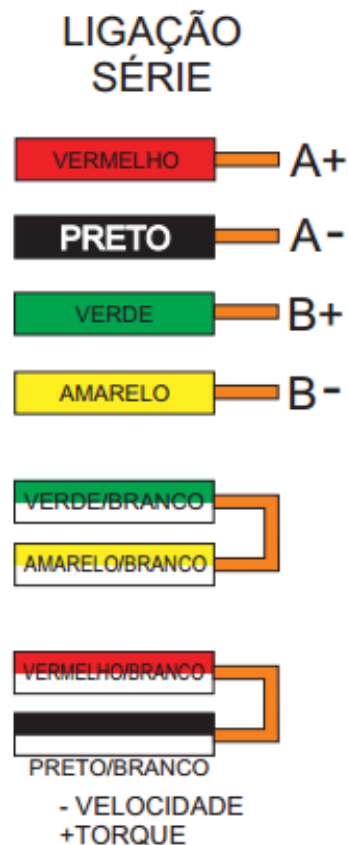 LIGAÇÃO
SÉRIE
VERMELHO A+
PRETO A-
VERDE B+
AMARELO B-
VERDE/BRANCO
AMARELO/BRANCO
VERMELHO/BRANCO
PRETO/BRANCO
- VELOCIDADE
+TORQUE